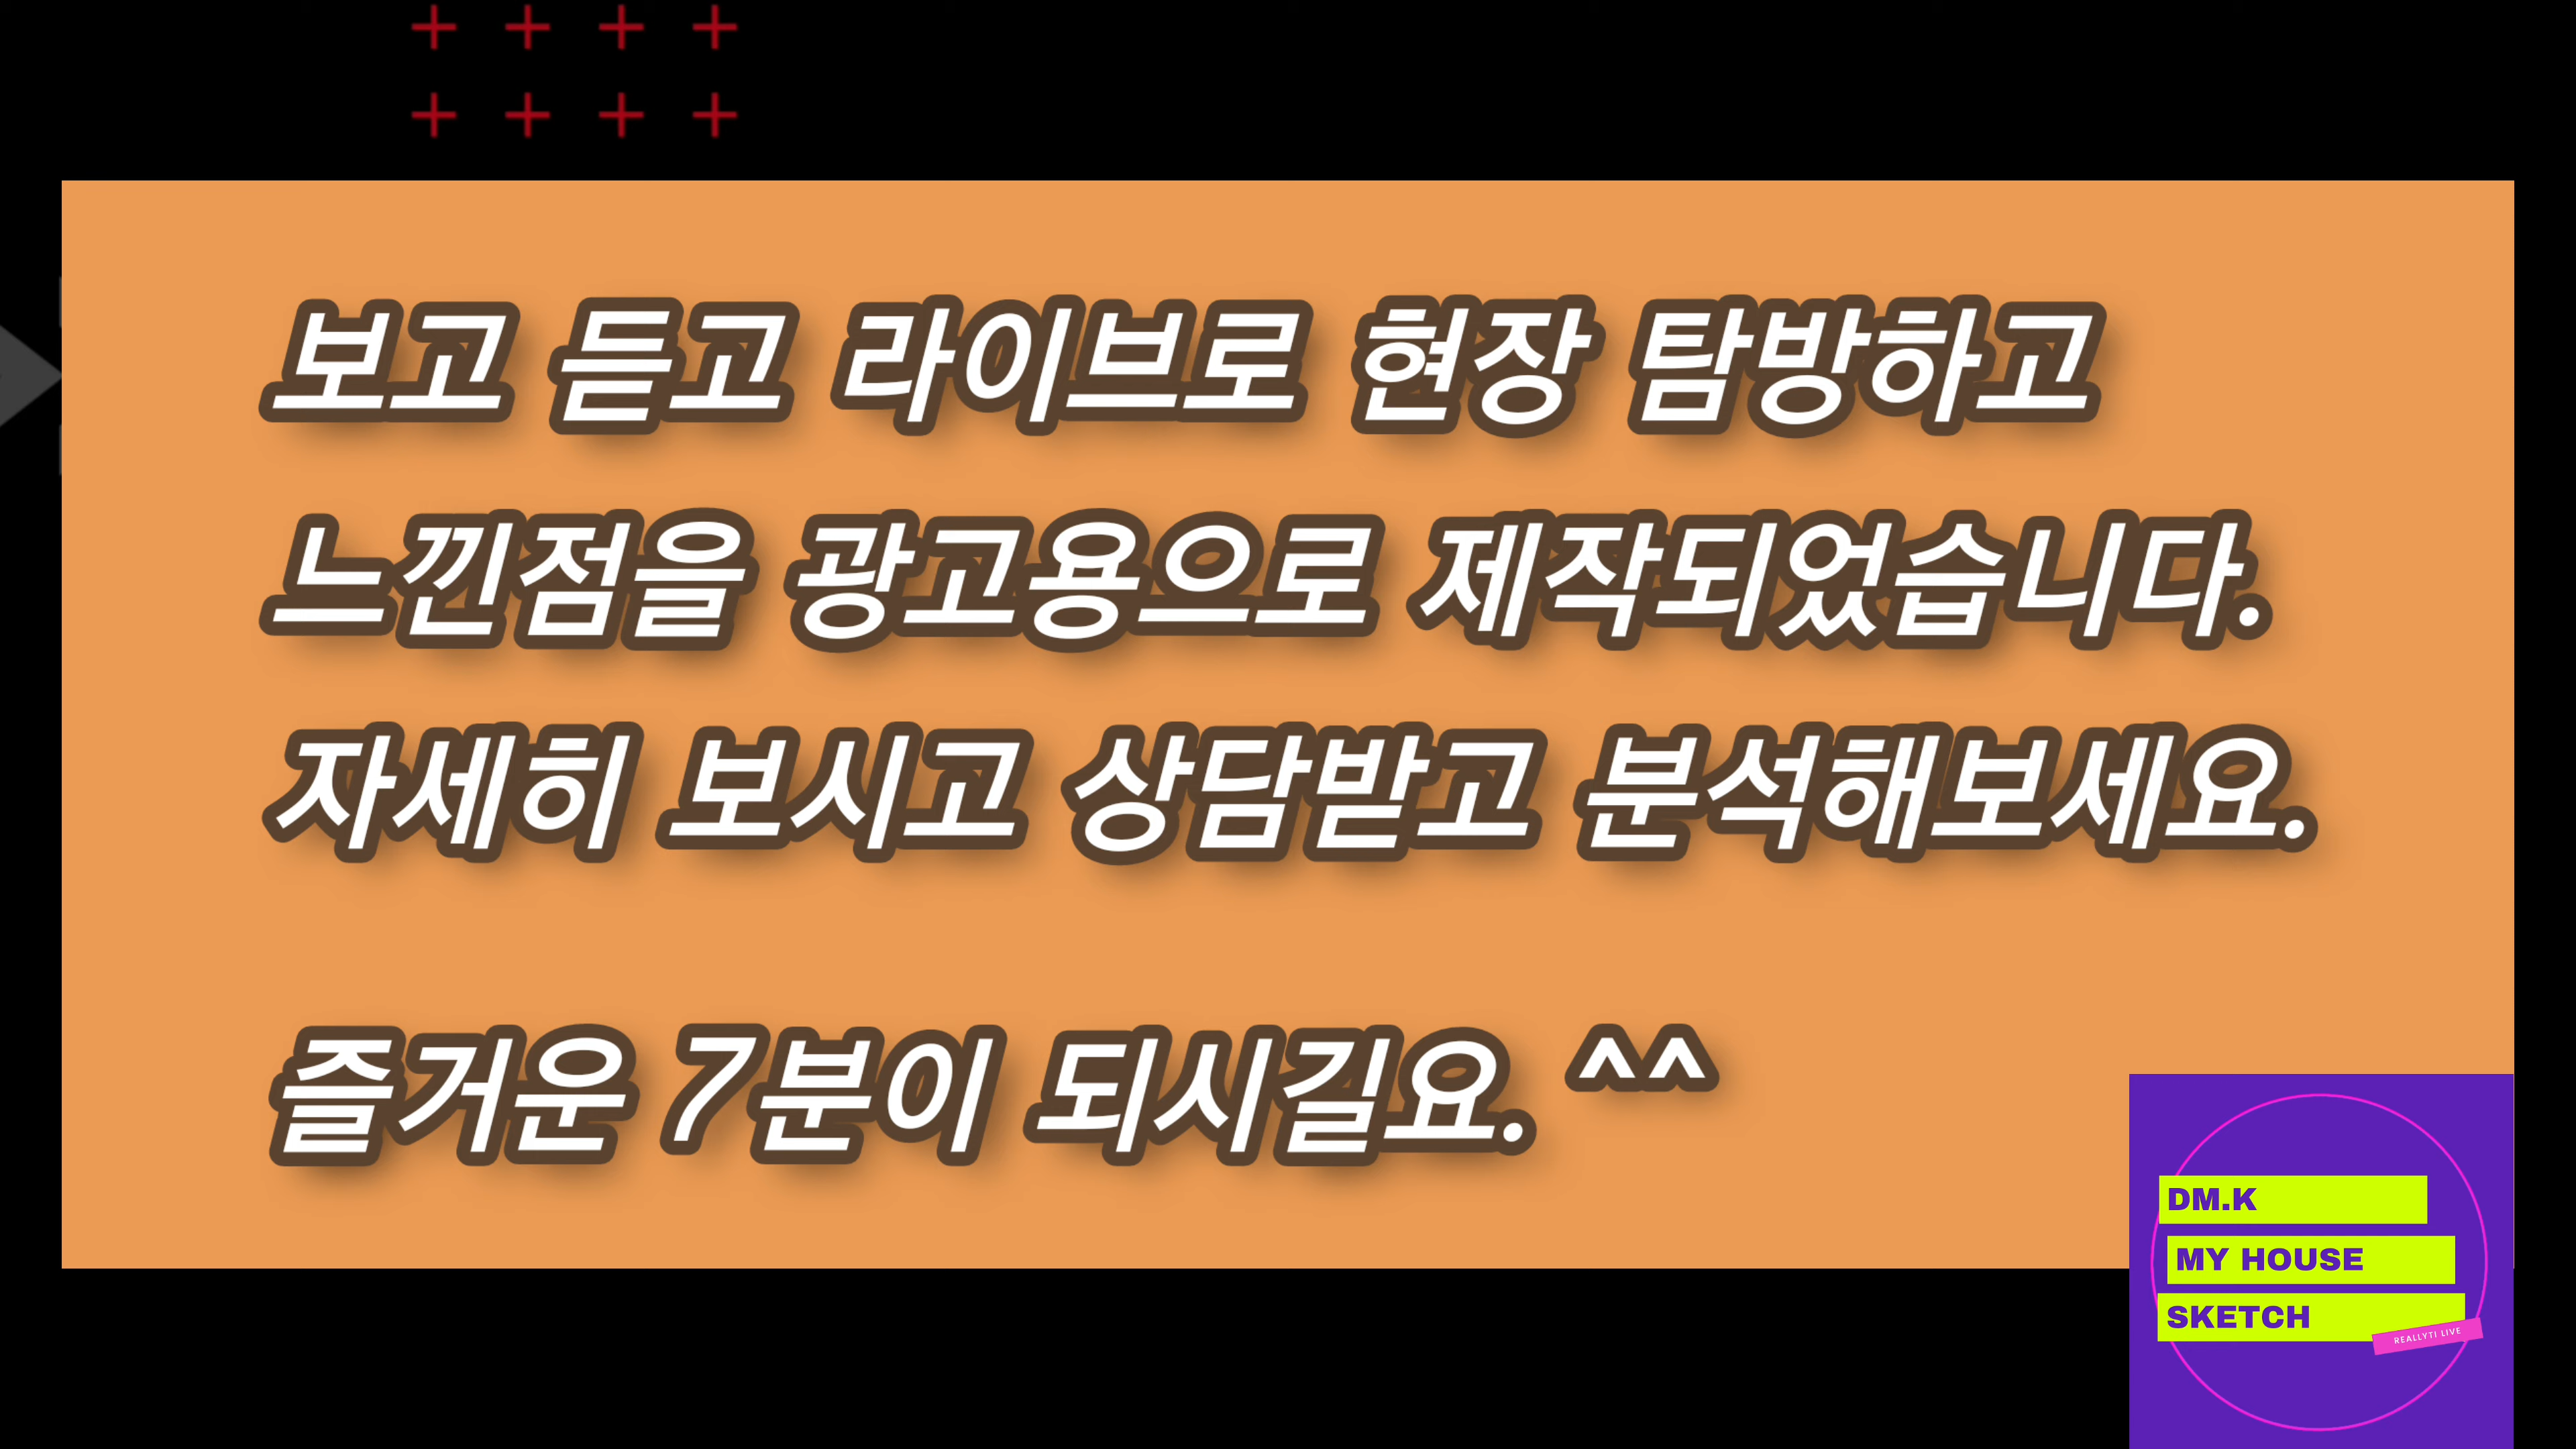 보고 듣고 라이브로 현장 탐방하고
느낀점을 광고용으로 제작되었습니다.
자세히 보시고 상담받고 분석해보세요.
즐거운 7분이 되시길요. ^^
DM.K
MY HOUSE
SKETCH
REALLYTI LIVE